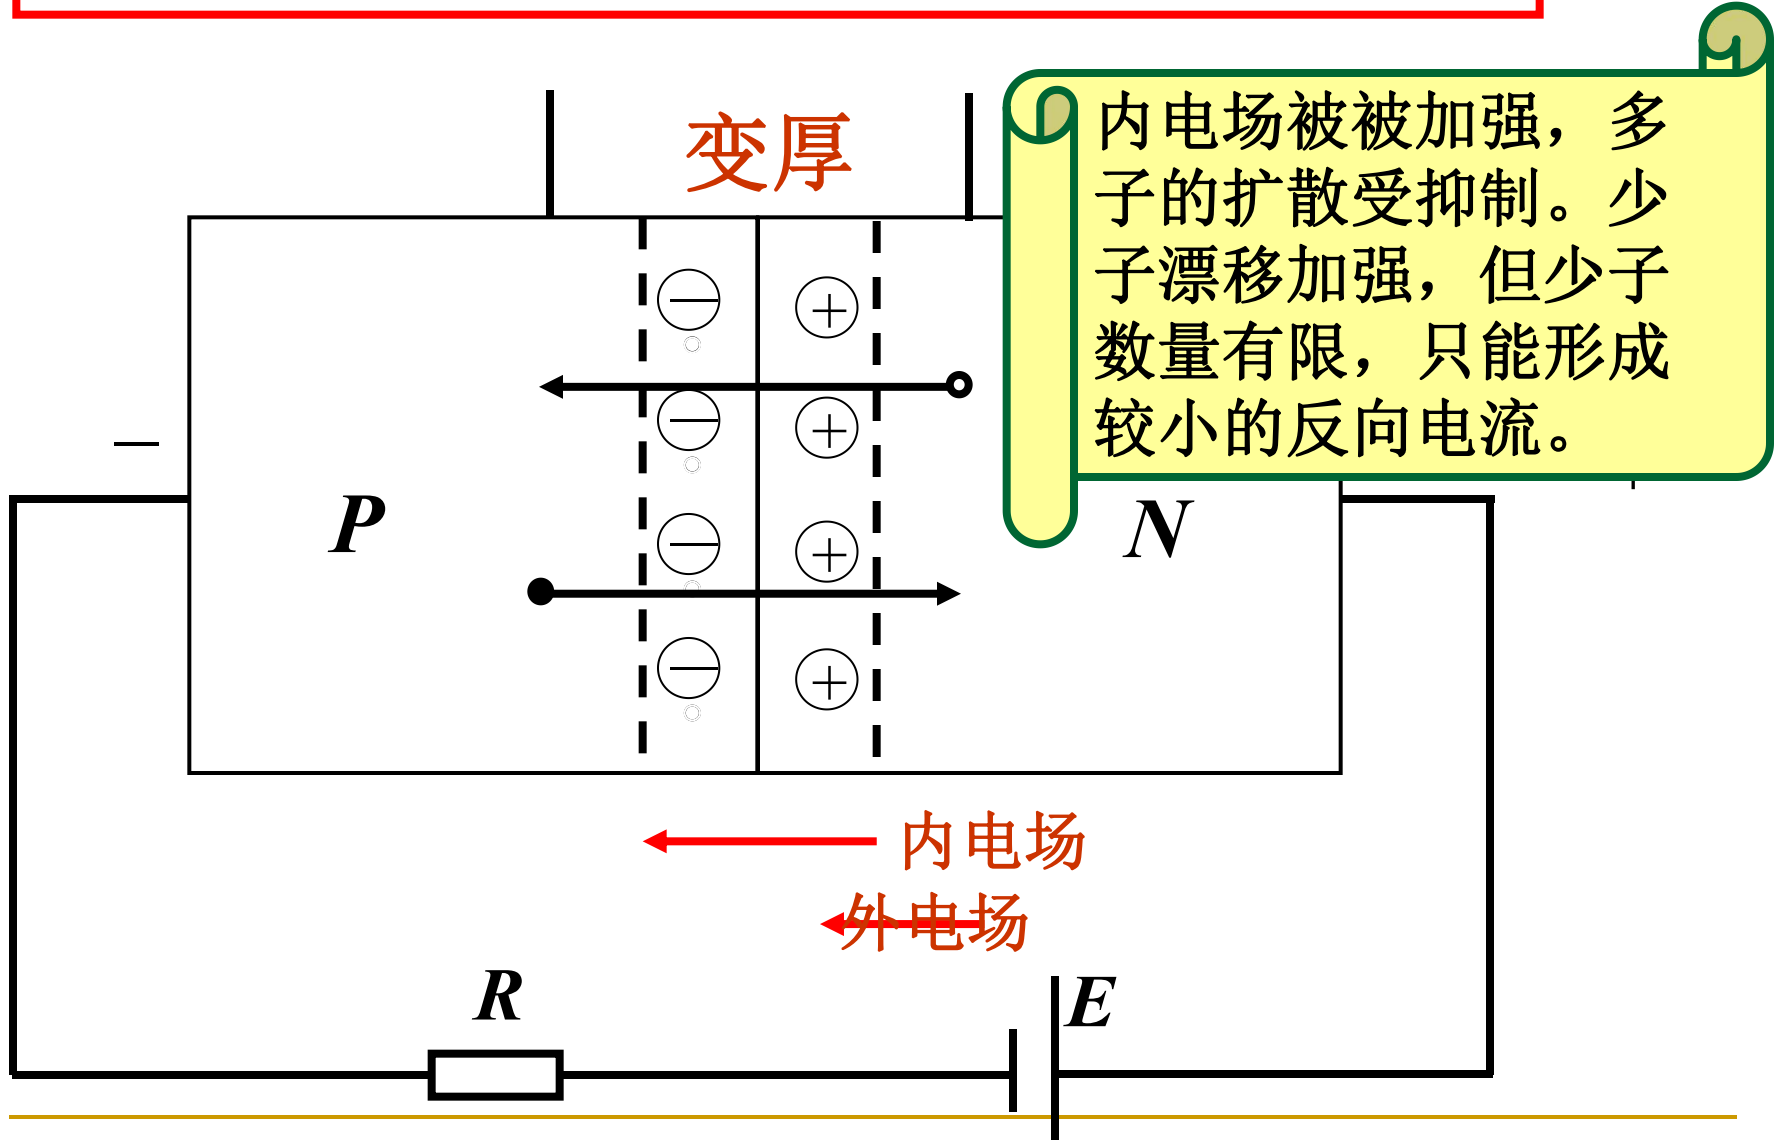 变厚
内电场被被加强，多
子的扩散受抑制。少
子漂移加强，但少子
数量有限，只能形成
较小的反向电流。
－
P
N
内电场
外电场
R
E